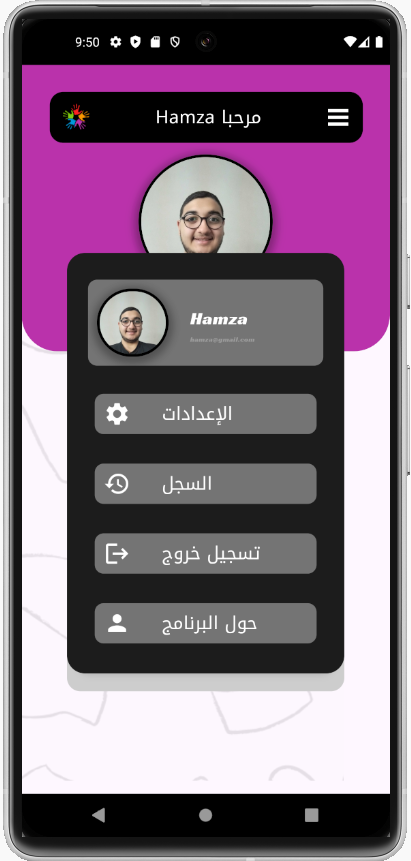 9:50
مرحبا Hamza
Hamza
hamza@gmail.com
الإعدادات
السجل
تسجيل خروج
حول البرنامج